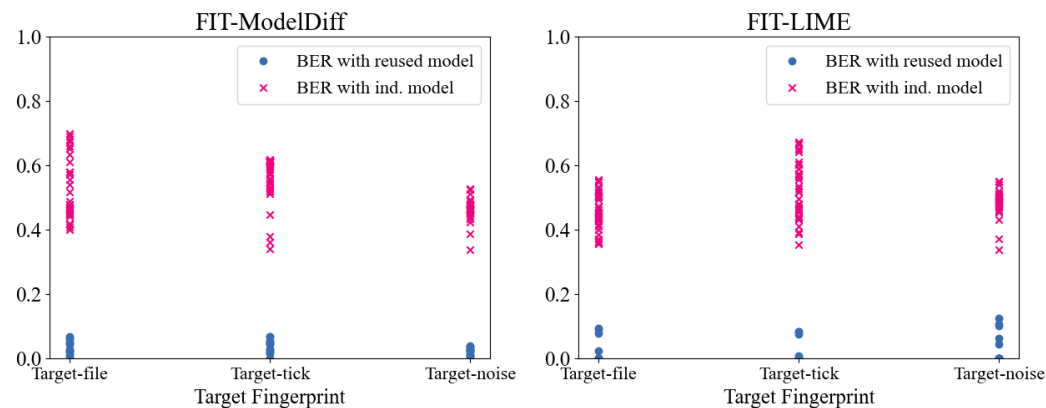 FIT-ModelDiff
1.0
0.8
0.6
0.4
0.2
0.0
BER with reused model
BER with ind. model
Target-file
Target-tick
Target-noise
Target Fingerprint
FIT-LIME
1.0
0.8
0.6
0.4
0.2
0.0
BER with reused model
BER with ind. model
Target-file
Target-tick
Target-noise
Target Fingerprint